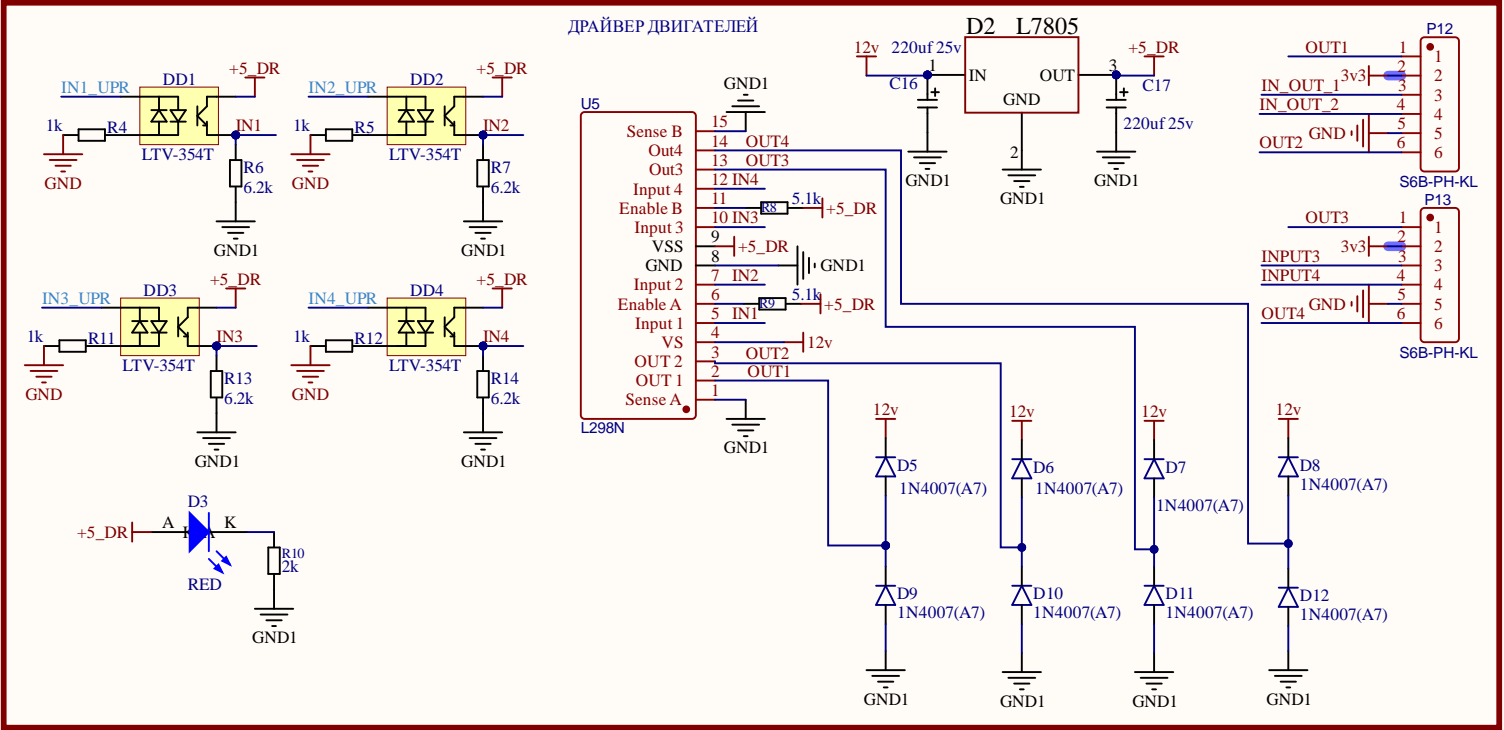 ДРАЙВЕР ДВИГАТЕЛЕЙ
IN1_UPR
DD1
+5_DR
1k
R4
IN1
LTV-354T
GND
R6
6.2k
GND1
IN2_UPR
DD2
+5_DR
1k
R5
IN2
LTV-354T
GND
R7
6.2k
GND1
IN3_UPR
DD3
+5_DR
1k
R11
IN3
LTV-354T
GND
R13
6.2k
GND1
IN4_UPR
DD4
+5_DR
1k
R12
IN4
LTV-354T
GND
R14
6.2k
GND1
D3
+5_DR
A
K
RED
R10
2k
GND1
U5
GND1
Sense B 15
Out4 14 OUT4
Out3 13 OUT3
Input 4 12 IN4
Enable B 11 R8 5.1k +5_DR
Input 3 10 IN3
VSS 9 +5_DR
GND 8 GND1
Input 2 7 IN2
Enable A 6 R9 5.1k +5_DR
Input 1 5 IN1
VS 4 12v
OUT 2 3 OUT2
OUT 1 2 OUT1
Sense A 1
L298N
GND1
D2 L7805
12v
220uf 25v
1
IN
OUT
3
+5_DR
C16
+
GND
C17
+
220uf 25v
2
GND1
GND1
GND1
12v
D5
1N4007(A7)
D9
1N4007(A7)
GND1
12v
D6
1N4007(A7)
D10
1N4007(A7)
GND1
12v
D7
1N4007(A7)
D11
1N4007(A7)
GND1
12v
D8
1N4007(A7)
D12
1N4007(A7)
GND1
P12
OUT1 1 1
3v3 2 2
IN_OUT_1 3 3
IN_OUT_2 4 4
GND 5 5
OUT2 6 6
S6B-PH-KL
P13
OUT3 1 1
3v3 2 2
INPUT3 3 3
INPUT4 4 4
GND 5 5
OUT4 6 6
S6B-PH-KL